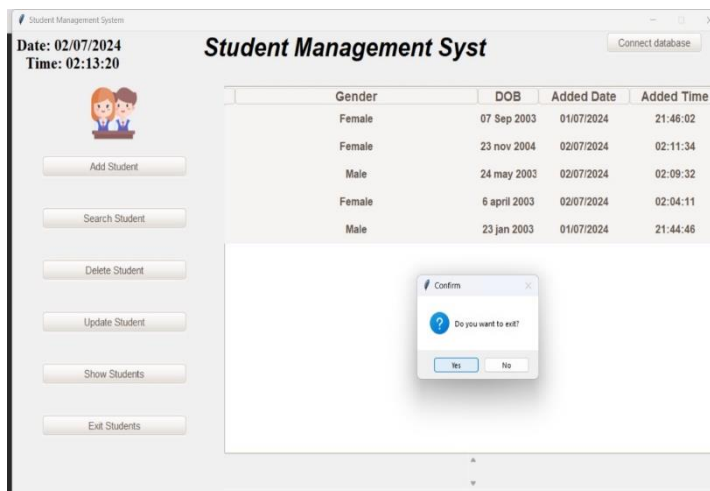 Student Management System
Date: 02/07/2024
Time: 02:13:20
Student Management Syst
Connect database
Gender DOB Added Date Added Time
Female 07 Sep 2003 01/07/2024 21:46:02
Female 23 nov 2004 02/07/2024 02:11:34
Male 24 may 2003 02/07/2024 02:09:32
Female 6 april 2003 02/07/2024 02:04:11
Male 23 jan 2003 01/07/2024 21:44:46
Add Student
Search Student
Delete Student
Update Student
Show Students
Exit Students
Confirm
Do you want to exit?
Yes No